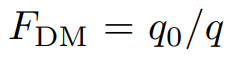 F_DM = q_0/q